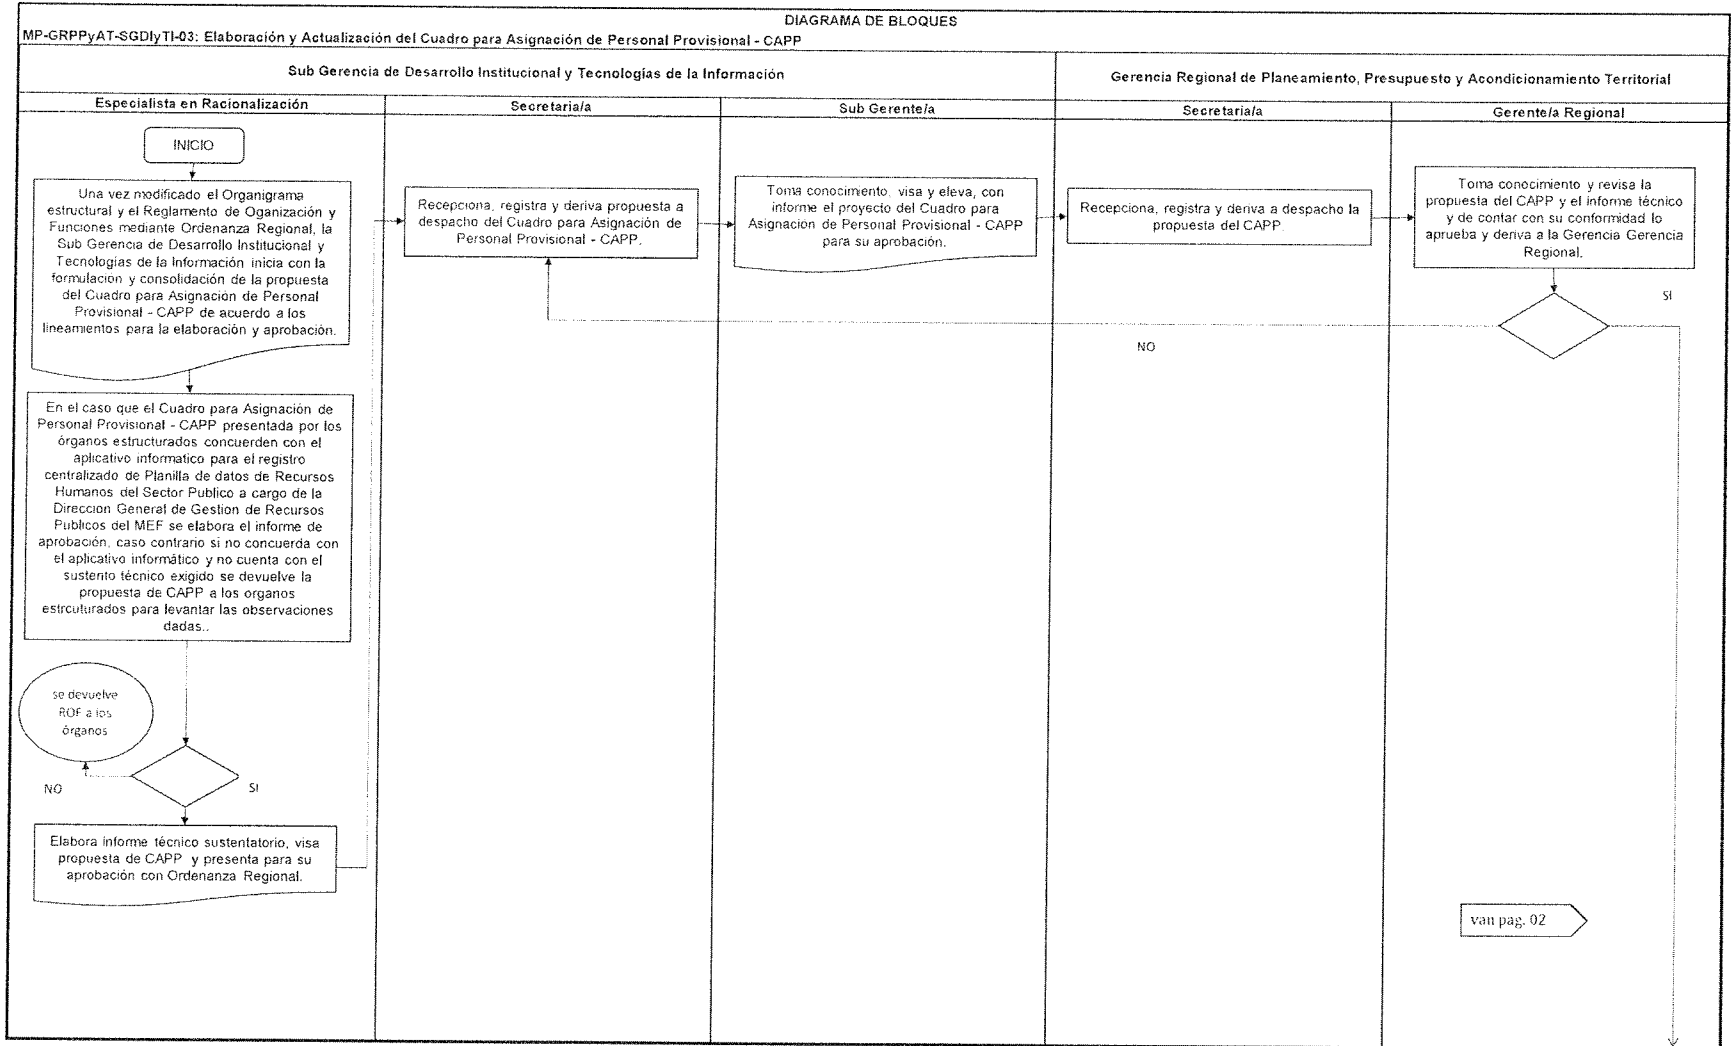 DIAGRAMA DE BLOQUES
MP-GRPPyAT-SGDIyTI-03: Elaboración y Actualización del Cuadro para Asignación de Personal Provisional - CAPP
Sub Gerencia de Desarrollo Institucional y Tecnologías de la Información
Gerencia Regional de Planeamiento, Presupuesto y Acondicionamiento Territorial
Especialista en Racionalización
Secretaria/a
Sub Gerente/a
Secretaria/a
Gerente/a Regional
INICIO
Una vez modificado el Organigrama
estructural y el Reglamento de Oganización y
Funciones mediante Ordenanza Regional, la
Sub Gerencia de Desarrollo Institucional y
Tecnologías de la Información inicia con la
formulación y consolidación de la propuesta
del Cuadro para Asignación de Personal
Provisional - CAPP de acuerdo a los
lineamientos para la elaboración y aprobación.
Recepciona, registra y deriva propuesta a
despacho del Cuadro para Asignación de
Personal Provisional - CAPP.
Toma conocimiento, visa y eleva, con
informe el proyecto del Cuadro para
Asignación de Personal Provisional - CAPP
para su aprobación.
Recepciona, registra y deriva a despacho la
propuesta del CAPP.
Toma conocimiento y revisa la
propuesta del CAPP y el informe técnico
y de contar con su conformidad lo
aprueba y deriva a la Gerencia Gerencia
Regional.
SI
NO
En el caso que el Cuadro para Asignación de
Personal Provisional - CAPP presentada por los
órganos estructurados concuerden con el
aplicativo informatico para el registro
centralizado de Planilla de datos de Recursos
Humanos del Sector Publico a cargo de la
Direccion General de Gestion de Recursos
Publicos del MEF se elabora el informe de
aprobación, caso contrario si no concuerda con
el aplicativo informático y no cuenta con el
sustento técnico exigido se devuelve la
propuesta de CAPP a los organos
estrcuturados para levantar las observaciones
dadas..
se devuelve
ROF a los
órganos
NO
SI
Elabora informe técnico sustentatorio, visa
propuesta de CAPP y presenta para su
aprobación con Ordenanza Regional.
van pag. 02